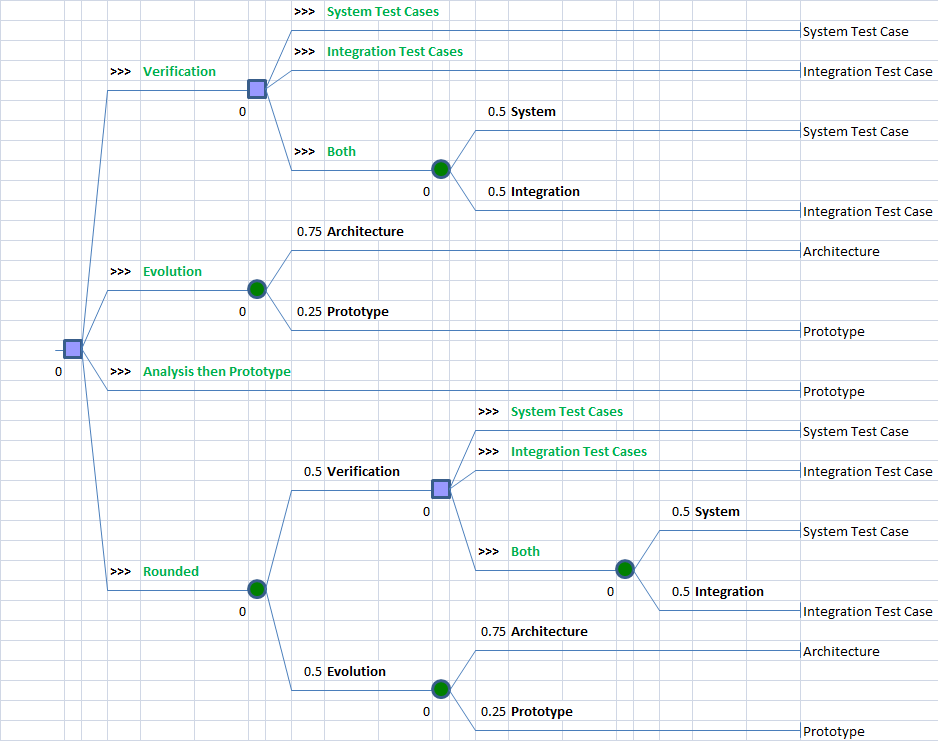 >>> System Test Cases
System Test Case
>>> Integration Test Cases
>>> Verification
Integration Test Case
0
0.5 System
System Test Case
>>> Both
0
0.5 Integration
Integration Test Case
0.75 Architecture
Architecture
>>> Evolution
0
0.25 Prototype
Prototype
0
>>> Analysis then Prototype
Prototype
>>> System Test Cases
System Test Case
>>> Integration Test Cases
0.5 Verification
Integration Test Case
0
0.5 System
System Test Case
>>> Both
>>> Rounded
0
0.5 Integration
0
Integration Test Case
0.75 Architecture
Architecture
0.5 Evolution
0
0.25 Prototype
Prototype